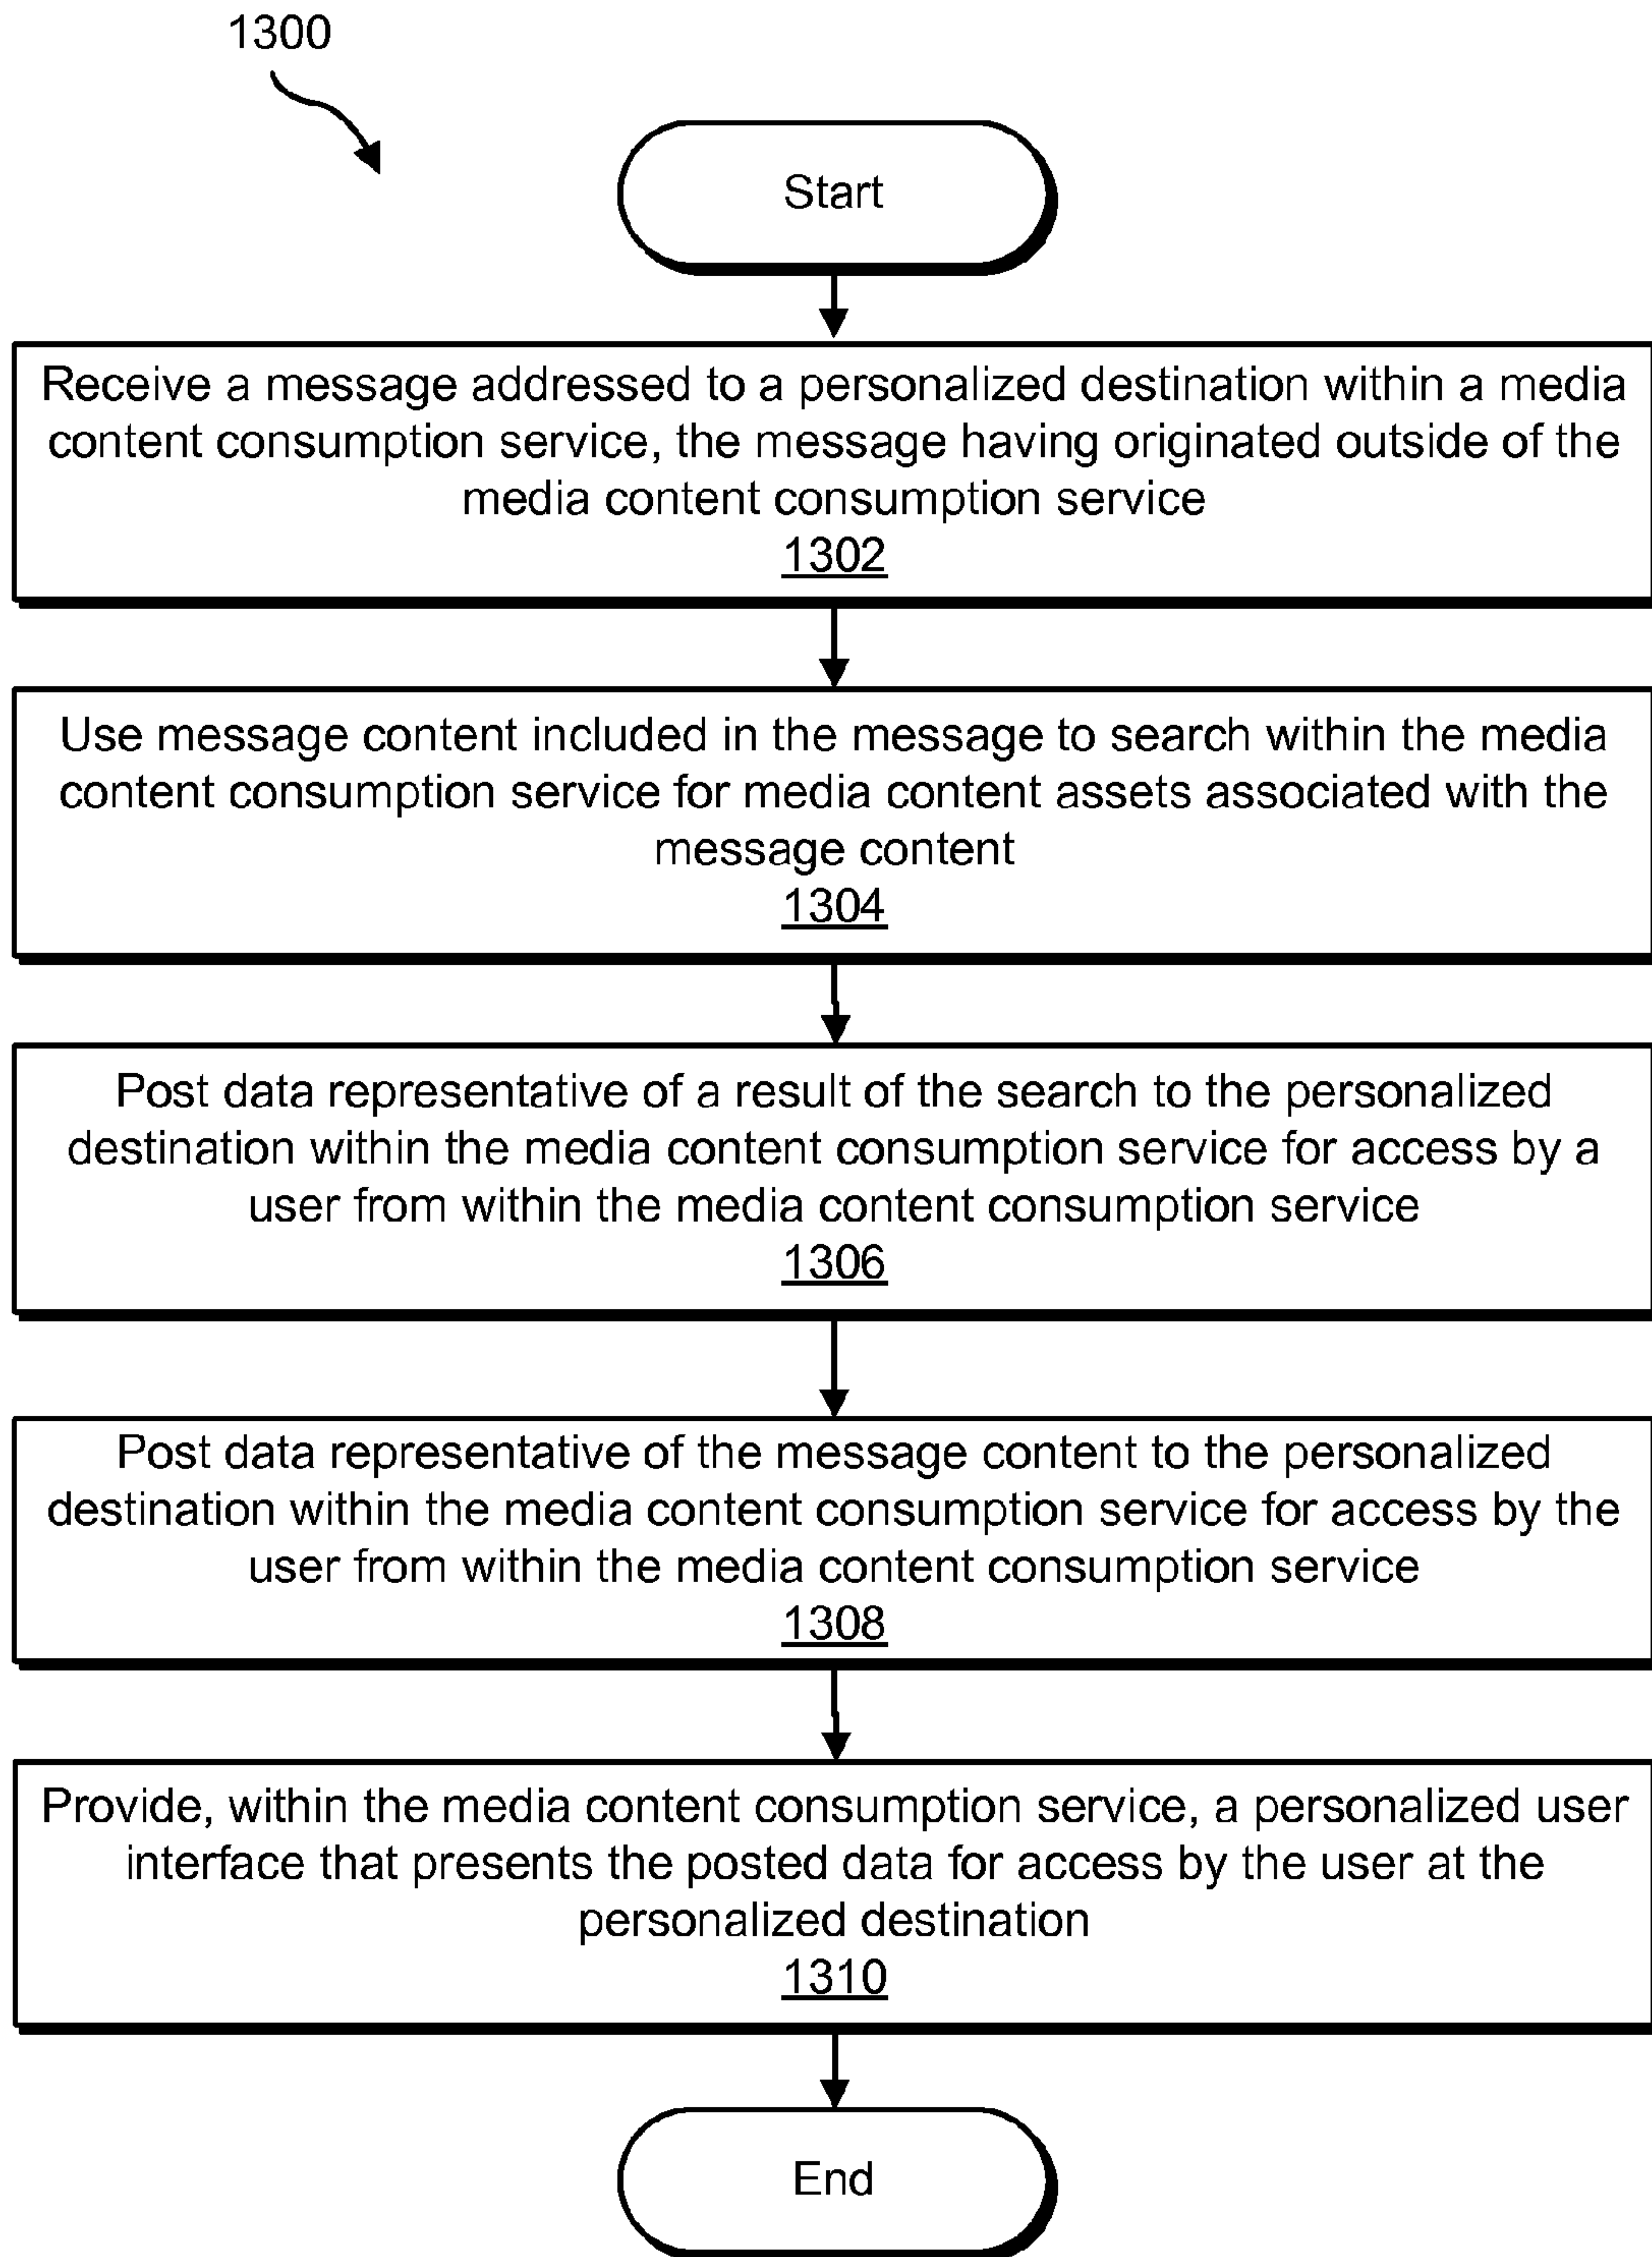 1300
Start
Receive a message addressed to a personalized destination within a media
content consumption service, the message having originated outside of the
media content consumption service
1302
Use message content included in the message to search within the media
content consumption service for media content assets associated with the
message content
1304
Post data representative of a result of the search to the personalized
destination within the media content consumption service for access by a
user from within the media content consumption service
1306
Post data representative of the message content to the personalized
destination within the media content consumption service for access by the
user from within the media content consumption service
1308
Provide, within the media content consumption service, a personalized user
interface that presents the posted data for access by the user at the
personalized destination
1310
End